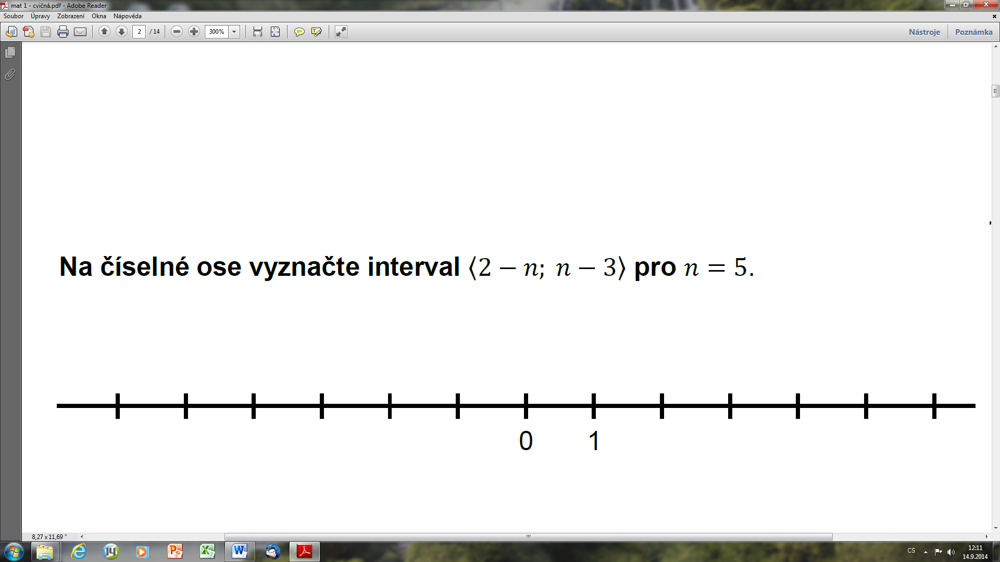 mat 1 - cvičná.pdf - Adobe Reader
Soubor Úpravy Zobrazení Okna Nápověda
2 / 14 300% Nástroje Poznámka
Na číselné ose vyznačte interval ⟨2 − n; n − 3⟩ pro n = 5.
0 1
8,27 x 11,69 "
CS 12:11
14.9.2014